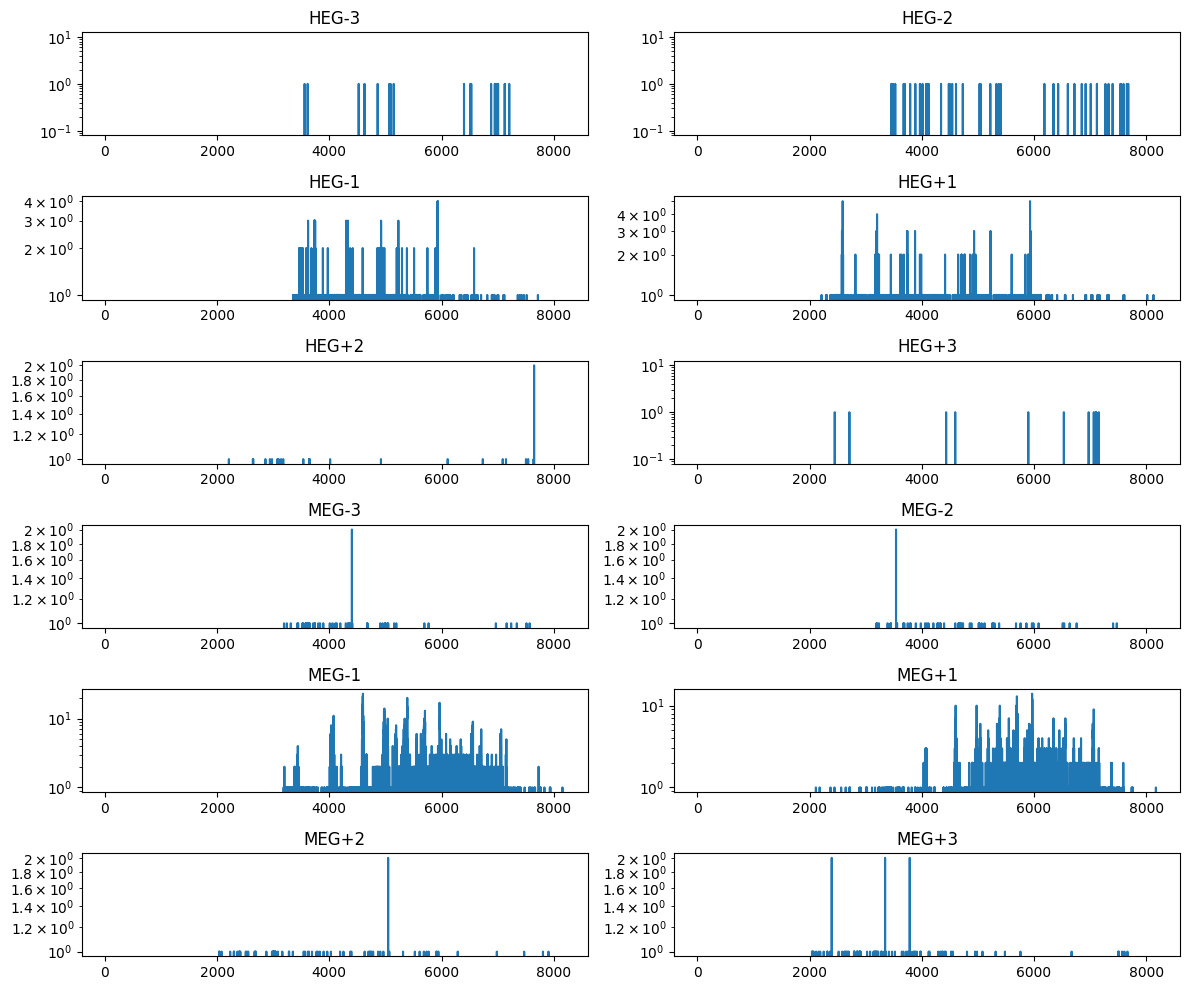 HEG-3 HEG-2
10¹ 10¹
10⁰ 10⁰
10⁻¹ 10⁻¹
0 2000 4000 6000 8000 0 2000 4000 6000 8000
HEG-1 HEG+1
4 × 10⁰ 4 × 10⁰
3 × 10⁰ 3 × 10⁰
2 × 10⁰ 2 × 10⁰
10⁰ 10⁰
0 2000 4000 6000 8000 0 2000 4000 6000 8000
HEG+2 HEG+3
2 × 10⁰ 10¹
1.8 × 10⁰
1.6 × 10⁰
1.4 × 10⁰ 10⁰
1.2 × 10⁰
10⁰ 10⁻¹
0 2000 4000 6000 8000 0 2000 4000 6000 8000
MEG-3 MEG-2
2 × 10⁰ 2 × 10⁰
1.8 × 10⁰ 1.8 × 10⁰
1.6 × 10⁰ 1.6 × 10⁰
1.4 × 10⁰ 1.4 × 10⁰
1.2 × 10⁰ 1.2 × 10⁰
10⁰ 10⁰
0 2000 4000 6000 8000 0 2000 4000 6000 8000
MEG-1 MEG+1
10¹ 10¹
10⁰ 10⁰
0 2000 4000 6000 8000 0 2000 4000 6000 8000
MEG+2 MEG+3
2 × 10⁰ 2 × 10⁰
1.8 × 10⁰ 1.8 × 10⁰
1.6 × 10⁰ 1.6 × 10⁰
1.4 × 10⁰ 1.4 × 10⁰
1.2 × 10⁰ 1.2 × 10⁰
10⁰ 10⁰
0 2000 4000 6000 8000 0 2000 4000 6000 8000